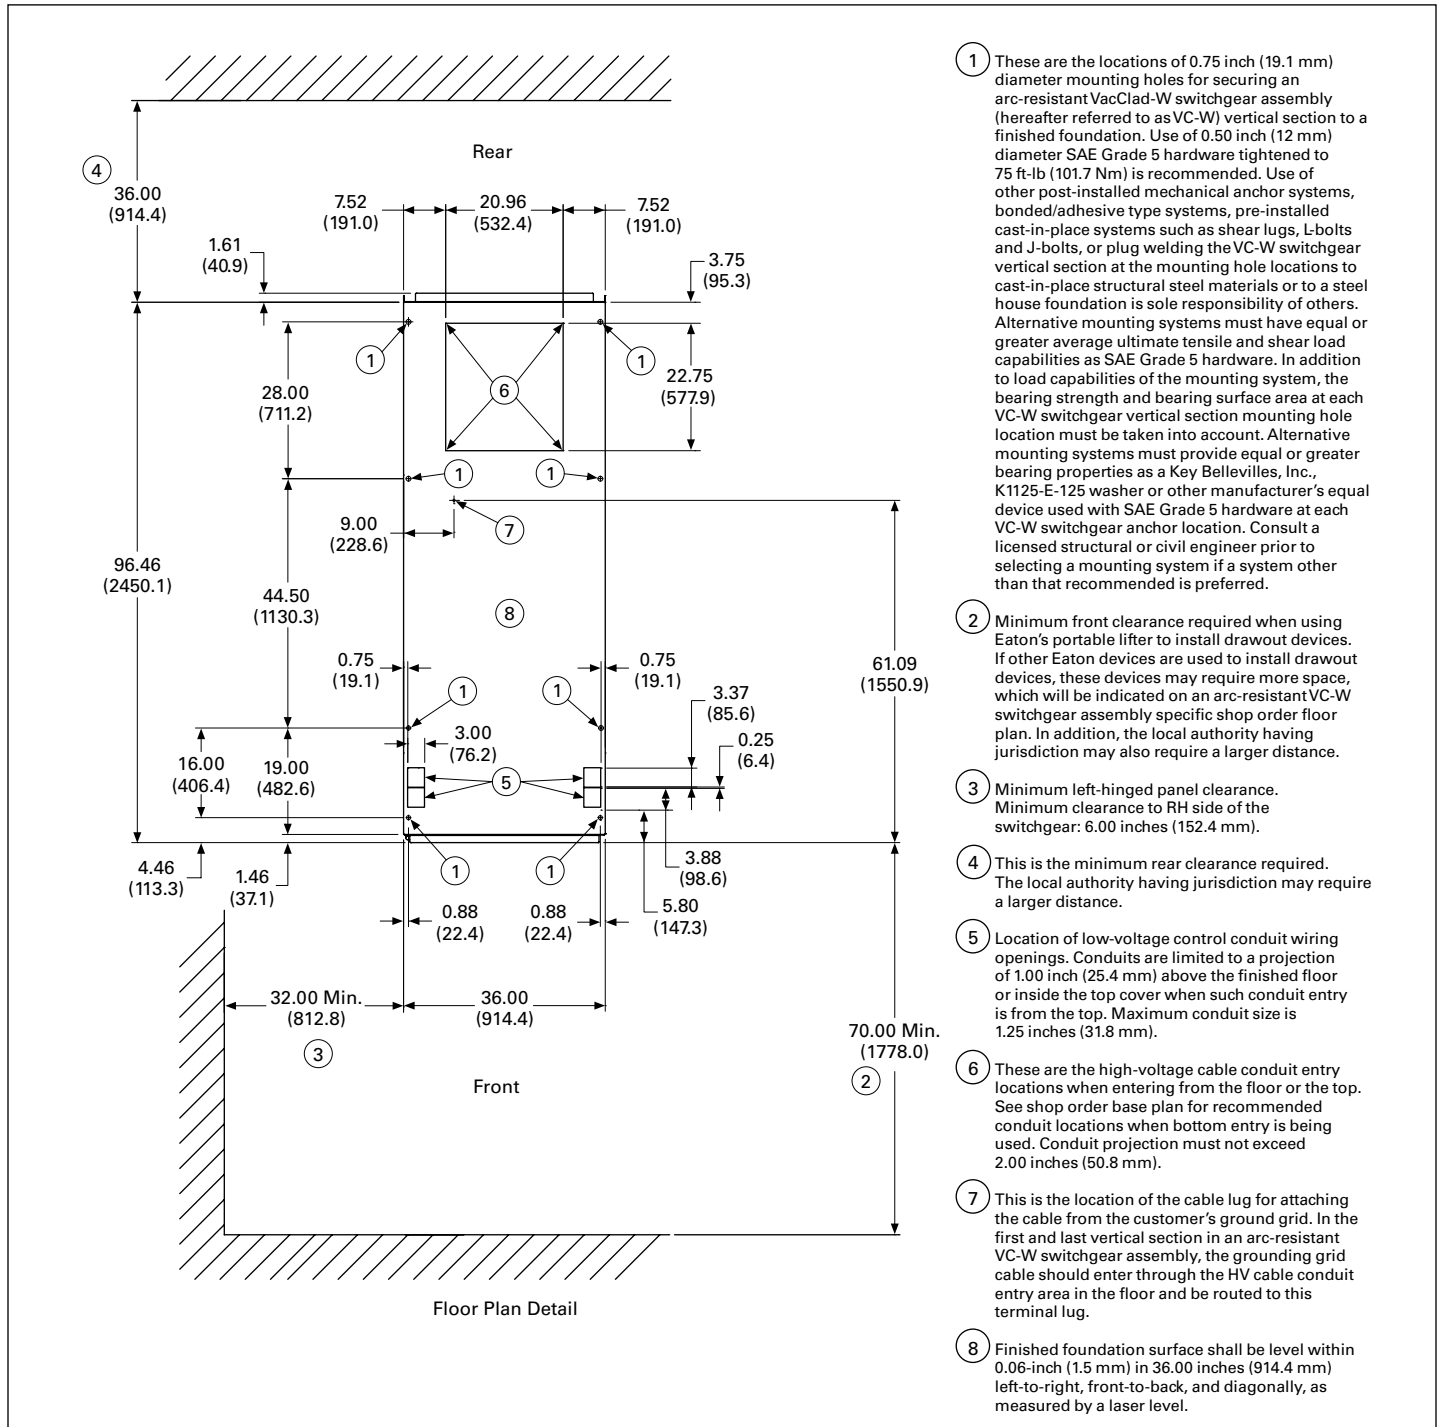 Rear
4
36.00
(914.4)
7.52
(191.0)
20.96
(532.4)
7.52
(191.0)
1.61
(40.9)
3.75
(95.3)
1
1
28.00
(711.2)
6
22.75
(577.9)
1
1
9.00
(228.6)
7
96.46
(2450.1)
44.50
(1130.3)
8
0.75
(19.1)
0.75
(19.1)
61.09
(1550.9)
1
1
3.37
(85.6)
3.00
(76.2)
0.25
(6.4)
16.00
(406.4)
19.00
(482.6)
5
4.46
(113.3)
1.46
(37.1)
1
1
3.88
(98.6)
0.88
(22.4)
0.88
(22.4)
5.80
(147.3)
32.00 Min.
(812.8)
36.00
(914.4)
3
70.00 Min.
(1778.0)
2
Front
Floor Plan Detail
1 These are the locations of 0.75 inch (19.1 mm)
diameter mounting holes for securing an
arc-resistant VacClad-W switchgear assembly
(hereafter referred to as VC-W) vertical section to a
finished foundation. Use of 0.50 inch (12 mm)
diameter SAE Grade 5 hardware tightened to
75 ft-lb (101.7 Nm) is recommended. Use of
other post-installed mechanical anchor systems,
bonded/adhesive type systems, pre-installed
cast-in-place systems such as shear lugs, L-bolts
and J-bolts, or plug welding the VC-W switchgear
vertical section at the mounting hole locations to
cast-in-place structural steel materials or to a steel
house foundation is sole responsibility of others.
Alternative mounting systems must have equal or
greater average ultimate tensile and shear load
capabilities as SAE Grade 5 hardware. In addition
to load capabilities of the mounting system, the
bearing strength and bearing surface area at each
VC-W switchgear vertical section mounting hole
location must be taken into account. Alternative
mounting systems must provide equal or greater
bearing properties as a Key Bellevilles, Inc.,
K1125-E-125 washer or other manufacturer's equal
device used with SAE Grade 5 hardware at each
VC-W switchgear anchor location. Consult a
licensed structural or civil engineer prior to
selecting a mounting system if a system other
than that recommended is preferred.
2 Minimum front clearance required when using
Eaton's portable lifter to install drawout devices.
If other Eaton devices are used to install drawout
devices, these devices may require more space,
which will be indicated on an arc-resistant VC-W
switchgear assembly specific shop order floor
plan. In addition, the local authority having
jurisdiction may also require a larger distance.
3 Minimum left-hinged panel clearance.
Minimum clearance to RH side of the
switchgear: 6.00 inches (152.4 mm).
4 This is the minimum rear clearance required.
The local authority having jurisdiction may require
a larger distance.
5 Location of low-voltage control conduit wiring
openings. Conduits are limited to a projection
of 1.00 inch (25.4 mm) above the finished floor
or inside the top cover when such conduit entry
is from the top. Maximum conduit size is
1.25 inches (31.8 mm).
6 These are the high-voltage cable conduit entry
locations when entering from the floor or the top.
See shop order base plan for recommended
conduit locations when bottom entry is being
used. Conduit projection must not exceed
2.00 inches (50.8 mm).
7 This is the location of the cable lug for attaching
the cable from the customer's ground grid. In the
first and last vertical section in an arc-resistant
VC-W switchgear assembly, the grounding grid
cable should enter through the HV cable conduit
entry area in the floor and be routed to this
terminal lug.
8 Finished foundation surface shall be level within
0.06-inch (1.5 mm) in 36.00 inches (914.4 mm)
left-to-right, front-to-back, and diagonally, as
measured by a laser level.